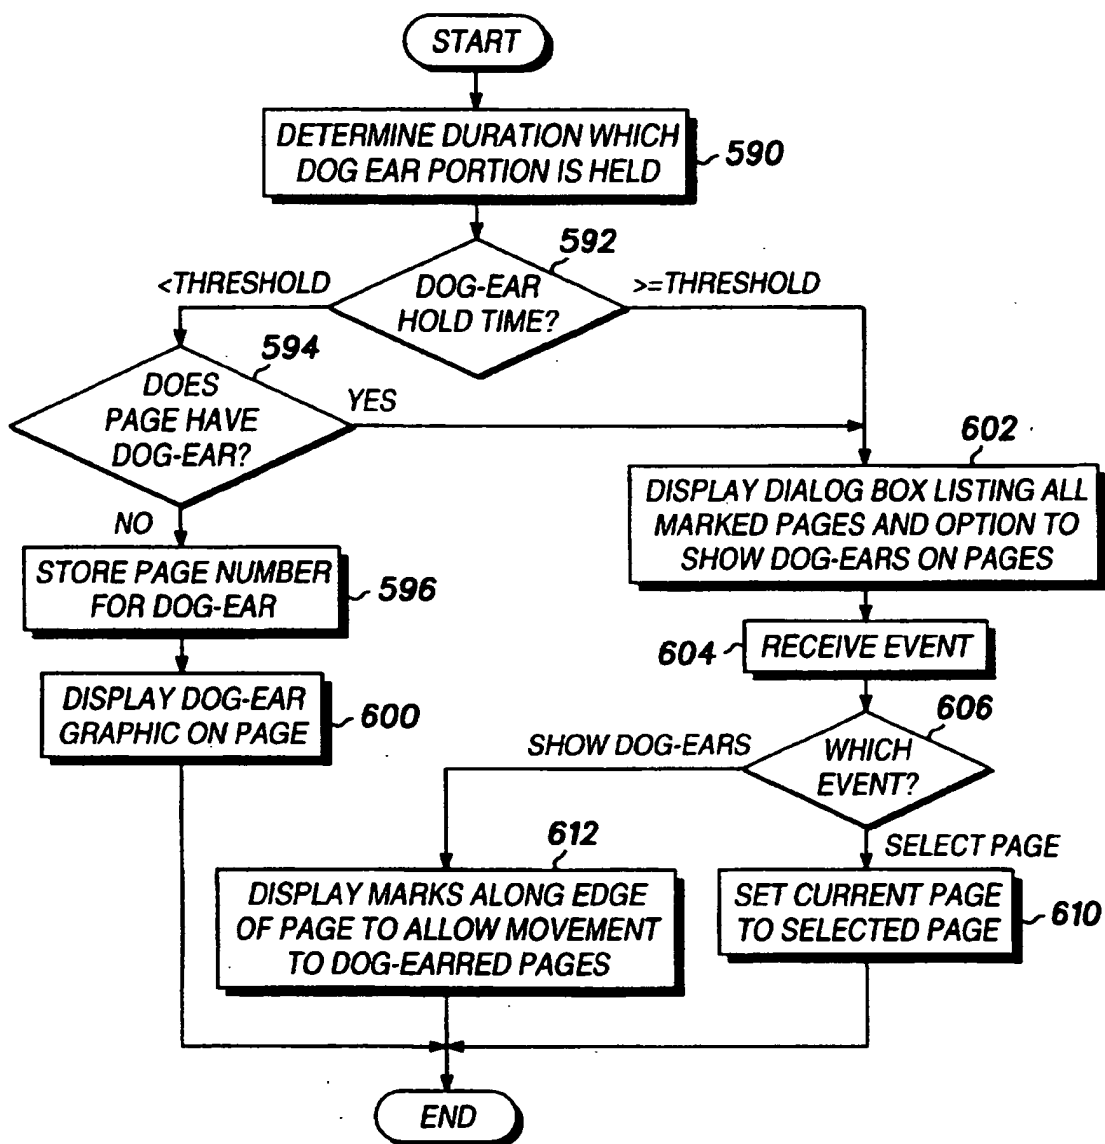 START
DETERMINE DURATION WHICH
DOG EAR PORTION IS HELD
590
592
<THRESHOLD
DOG-EAR
HOLD TIME?
>=THRESHOLD
594
DOES
PAGE HAVE
DOG-EAR?
YES
NO
602
DISPLAY DIALOG BOX LISTING ALL
MARKED PAGES AND OPTION TO
SHOW DOG-EARS ON PAGES
STORE PAGE NUMBER
FOR DOG-EAR
596
604
RECEIVE EVENT
DISPLAY DOG-EAR
GRAPHIC ON PAGE
600
606
WHICH
EVENT?
SHOW DOG-EARS
SELECT PAGE
612
DISPLAY MARKS ALONG EDGE
OF PAGE TO ALLOW MOVEMENT
TO DOG-EARRED PAGES
SET CURRENT PAGE
TO SELECTED PAGE
610
END